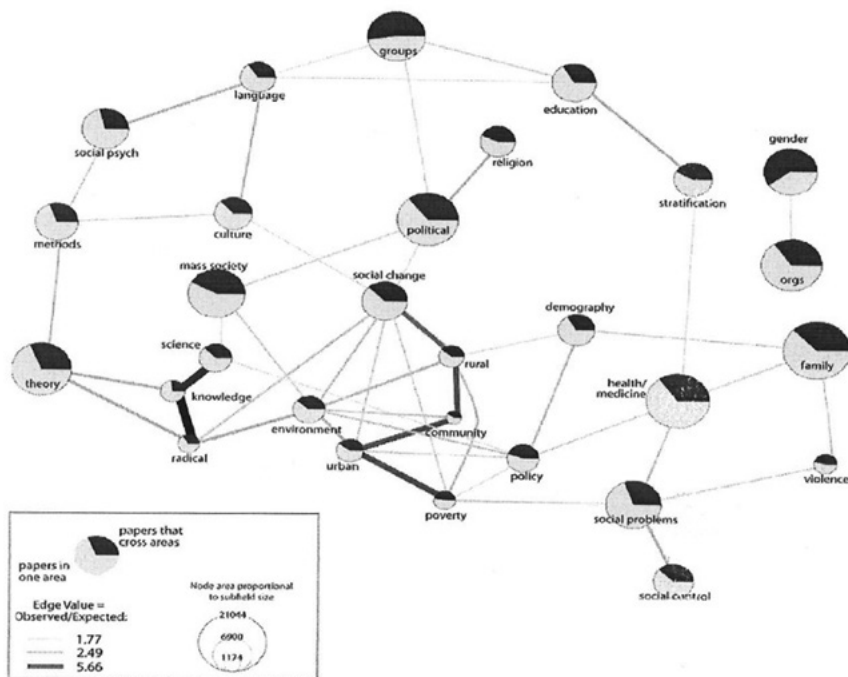 groups
language
education
social psych
religion
gender
stratification
methods
culture
political
orgs
mass society
social change
demography
science
rural
family
theory
knowledge
health/
medicine
environment
community
radical
urban
policy
violence
poverty
social problems
social control
papers that
cross areas
papers in
one area
Node area proportional
to subfield size
21044
6900
1174
Edge Value =
Observed/Expected:
1.77
2.49
5.66